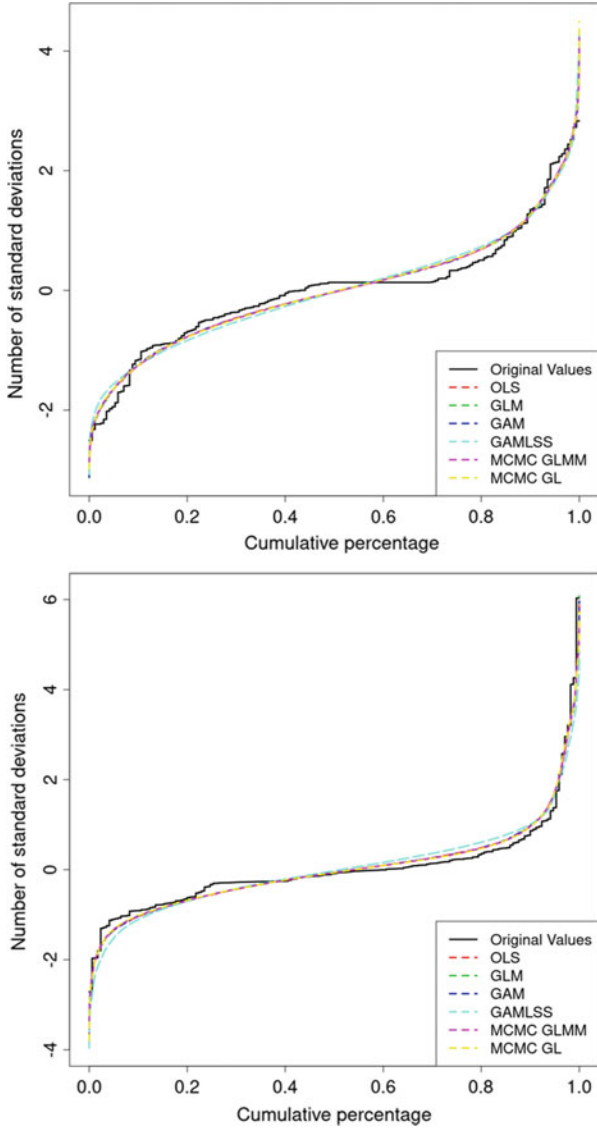 4
2
0
-2
Number of standard deviations
0.0 0.2 0.4 0.6 0.8 1.0
Cumulative percentage
Original Values
OLS
GLM
GAM
GAMLSS
MCMC GLMM
MCMC GL
6
4
2
0
-2
-4
Number of standard deviations
0.0 0.2 0.4 0.6 0.8 1.0
Cumulative percentage
Original Values
OLS
GLM
GAM
GAMLSS
MCMC GLMM
MCMC GL